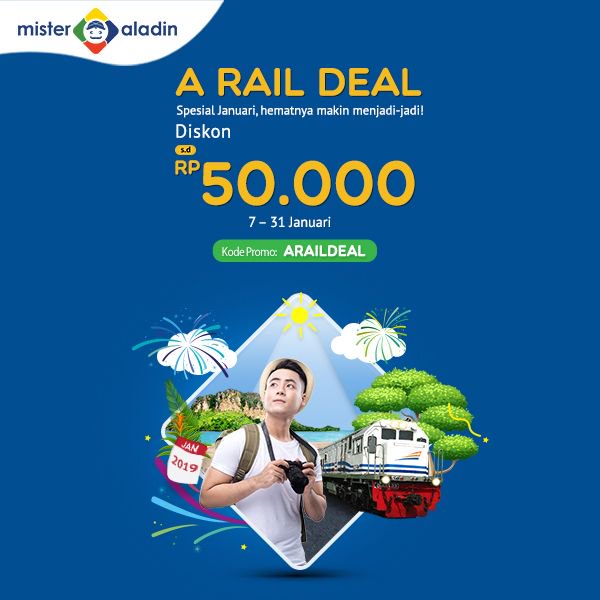 mister aladin
A RAIL DEAL
Spesial Januari, hematnya makin menjadi-jadi!
Diskon
s.d
RP 50.000
7 – 31 Januari
Kode Promo: ARAILDEAL
JAN
2019